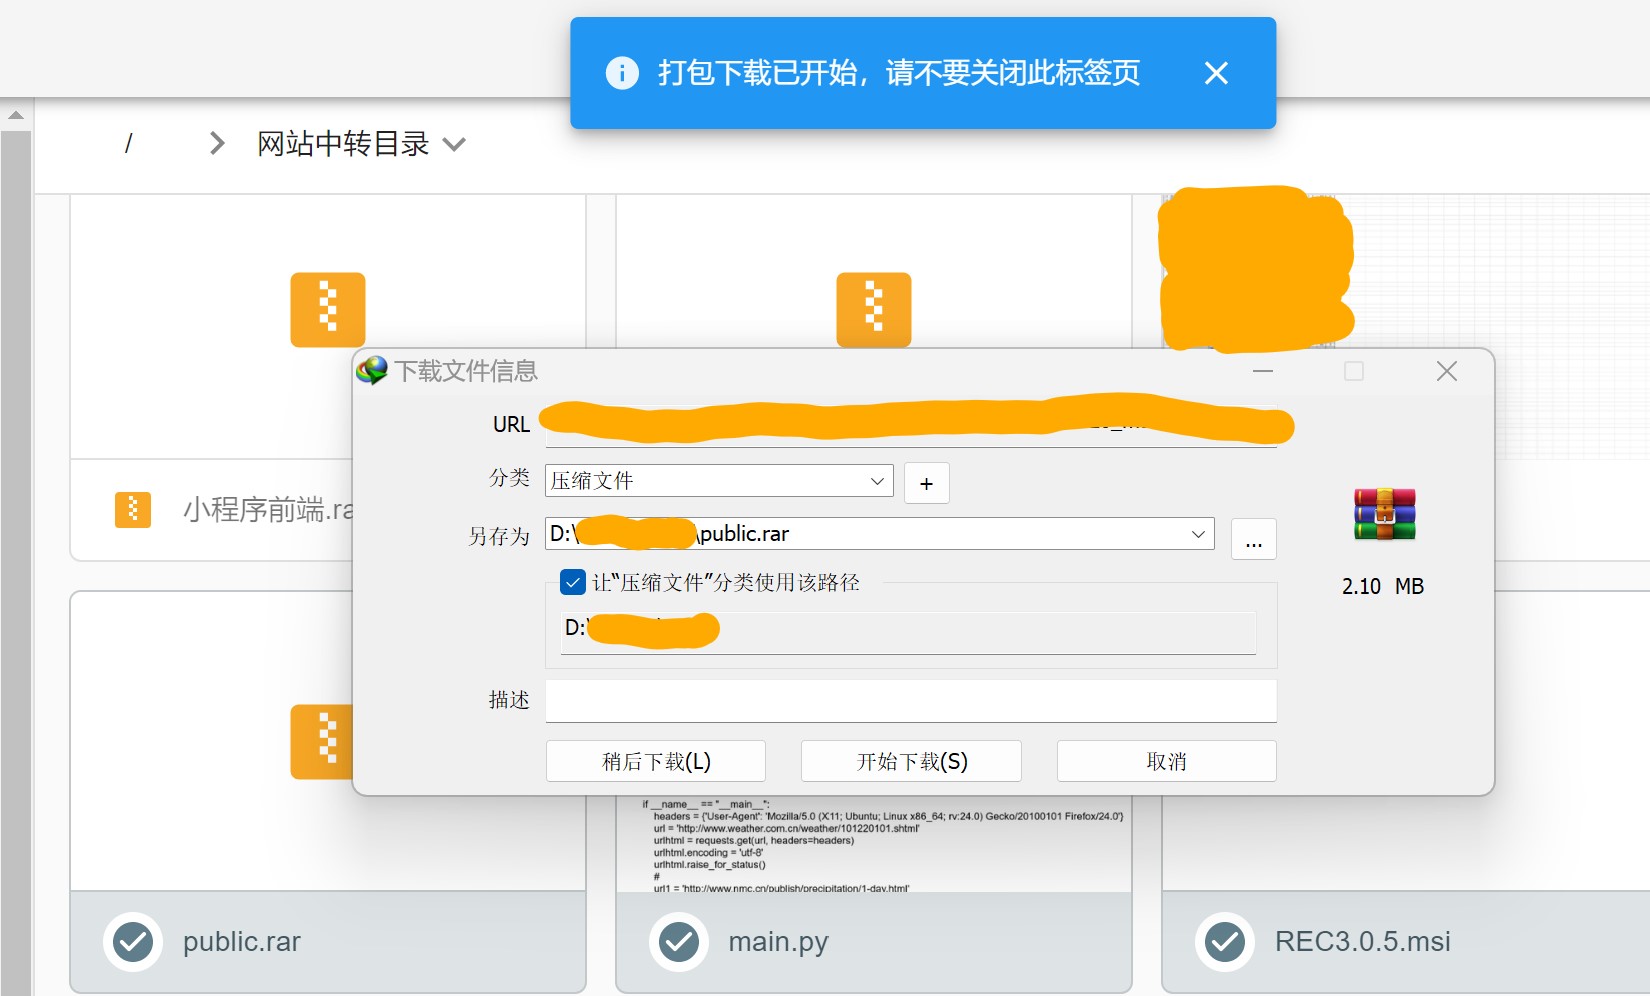 打包下载已开始，请不要关闭此标签页
/ 网站中转目录
下载文件信息
URL
分类 压缩文件 +
另存为 D:\ \public.rar ...
让“压缩文件”分类使用该路径
2.10 MB
D:
描述
稍后下载(L) 开始下载(S) 取消
小程序前端.ra
if __name__ == "__main__":
headers = {'User-Agent': 'Mozilla/5.0 (X11; Ubuntu; Linux x86_64; rv:24.0) Gecko/20100101 Firefox/24.0'}
url = 'http://www.weather.com.cn/weather/101220101.shtml'
urlhtml = requests.get(url, headers=headers)
urlhtml.encoding = 'utf-8'
urlhtml.raise_for_status()
#
url1 = 'http://www.nmc.cn/publish/precipitation/1-day.html'
public.rar
main.py
REC3.0.5.msi